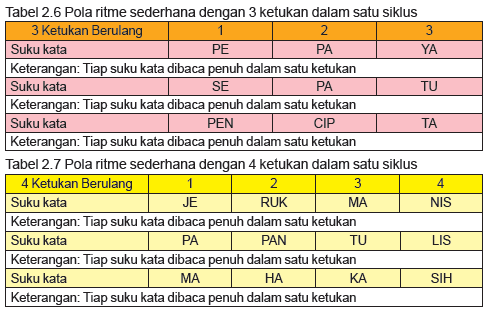 Tabel 2.6 Pola ritme sederhana dengan 3 ketukan dalam satu siklus
3 Ketukan Berulang 1 2 3
Suku kata PE PA YA
Keterangan: Tiap suku kata dibaca penuh dalam satu ketukan
Suku kata SE PA TU
Keterangan: Tiap suku kata dibaca penuh dalam satu ketukan
Suku kata PEN CIP TA
Keterangan: Tiap suku kata dibaca penuh dalam satu ketukan
Tabel 2.7 Pola ritme sederhana dengan 4 ketukan dalam satu siklus
4 Ketukan Berulang 1 2 3 4
Suku kata JE RUK MA NIS
Keterangan: Tiap suku kata dibaca penuh dalam satu ketukan
Suku kata PA PAN TU LIS
Keterangan: Tiap suku kata dibaca penuh dalam satu ketukan
Suku kata MA HA KA SIH
Keterangan: Tiap suku kata dibaca penuh dalam satu ketukan